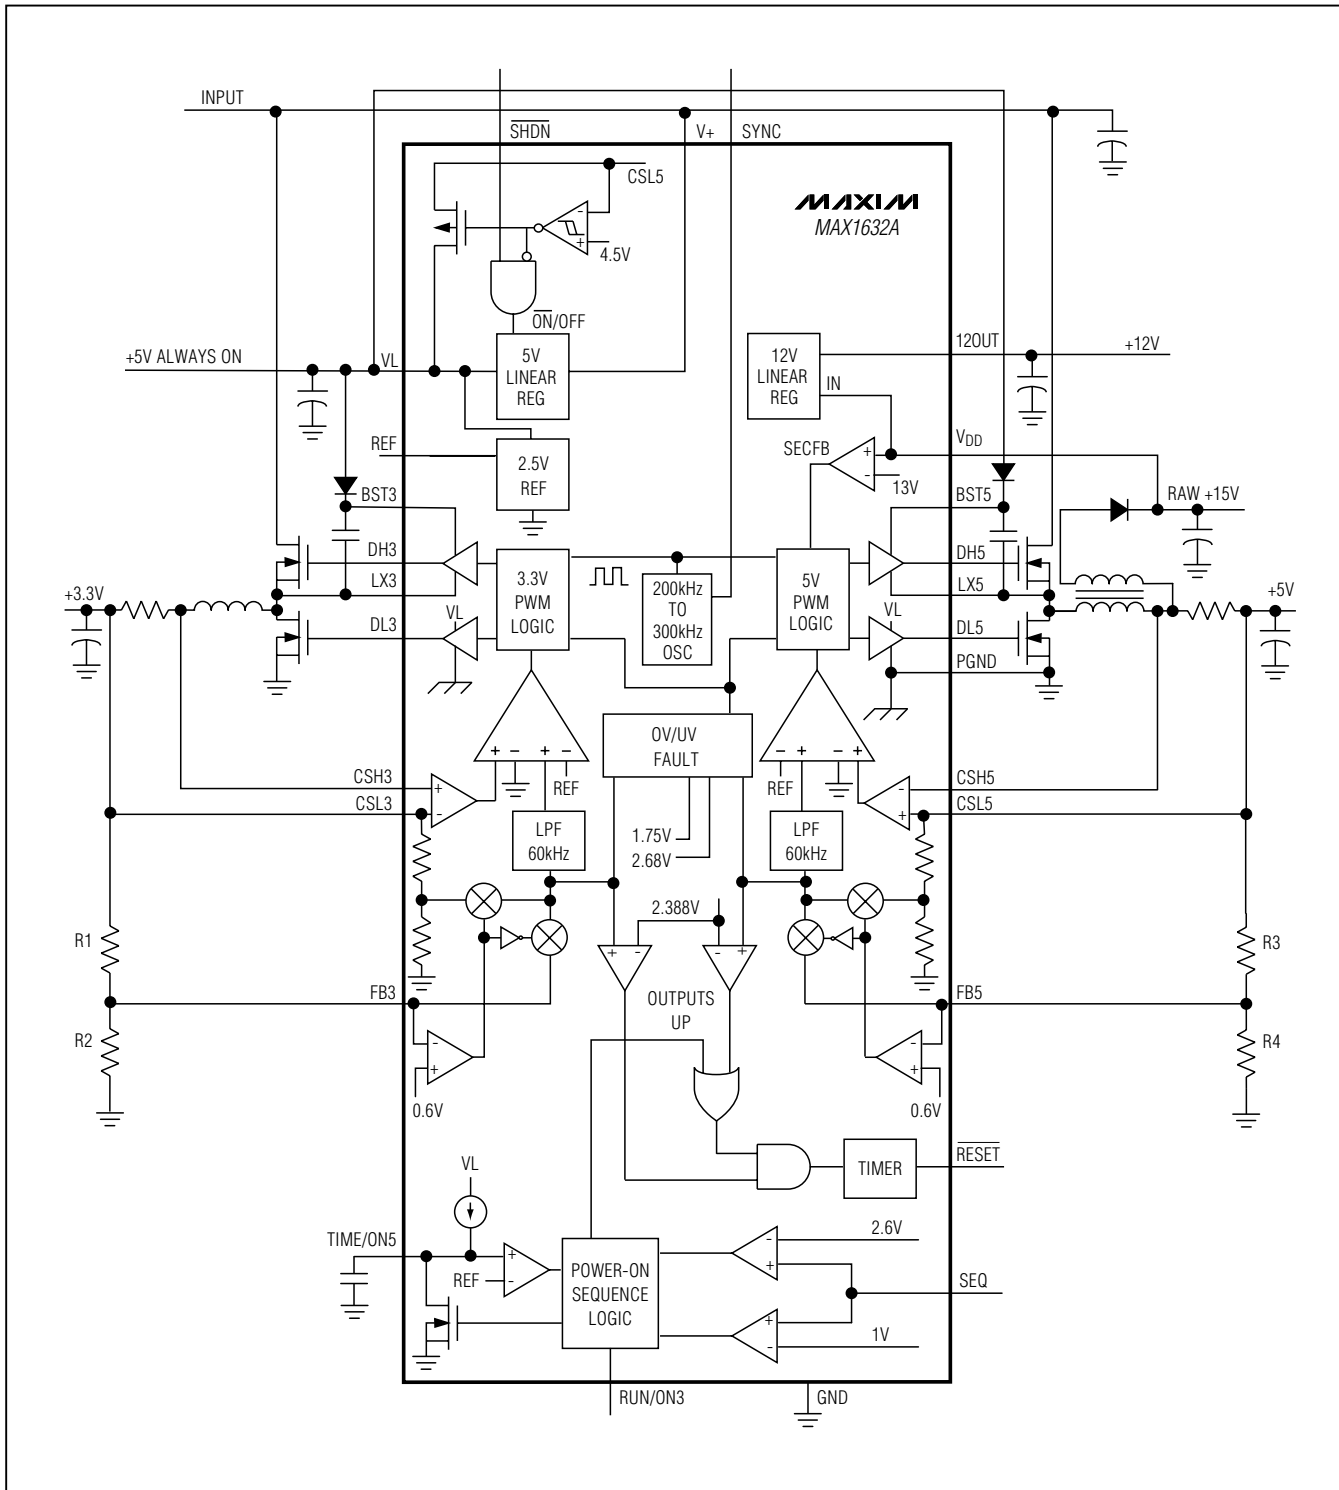 INPUT
SHDN
V+
SYNC
CSL5
MAXIM
MAX1632A
-
+
4.5V
ON/OFF
+5V ALWAYS ON
VL
5V
LINEAR
REG
12V
LINEAR
REG
12OUT
+12V
IN
REF
2.5V
REF
SECFB
+
-
13V
VDD
BST3
BST5
RAW +15V
DH3
LX3
DL3
VL
3.3V
PWM
LOGIC
200kHz
TO
300kHz
OSC
5V
PWM
LOGIC
VL
DH5
LX5
DL5
PGND
+3.3V
+5V
+ - + -
REF
OV/UV
FAULT
- + - +
REF
CSH3
CSL3
+
-
CSH5
CSL5
-
+
LPF
60kHz
1.75V
2.68V
LPF
60kHz
2.388V
+ -
- +
R1
R2
R3
R4
FB3
FB5
OUTPUTS
UP
-
+
0.6V
-
+
0.6V
TIMER
RESET
VL
TIME/ON5
+
REF
-
POWER-ON
SEQUENCE
LOGIC
-
+
2.6V
SEQ
+
-
1V
RUN/ON3
GND